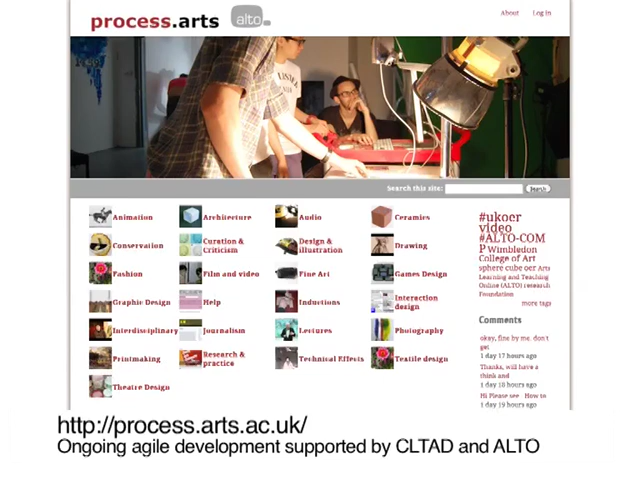 process.arts alto
About Log in
Search this site: Search
Animation Architecture Audio Ceramics
Conservation Curation & Criticism Design & illustration Drawing
Fashion Film and video Fine Art Games Design
Graphic Design Help Inductions Interaction design
Interdisciplinary Journalism Lectures Photography
Printmaking Research & practice Technical Effects Textile design
Theatre Design
#ukoer
video
#ALTO-COM
P Wimbledon
College of Art
sphere cube oer Arts
Learning and Teaching
Online (ALTO) research
Foundation
more tags
Comments
okey, fine by me. don't
get
1 day 17 hours ago
Thanks, will have a
think and
1 day 18 hours ago
Hi Please see How to
1 day 19 hours ago
http://process.arts.ac.uk/
Ongoing agile development supported by CLTAD and ALTO